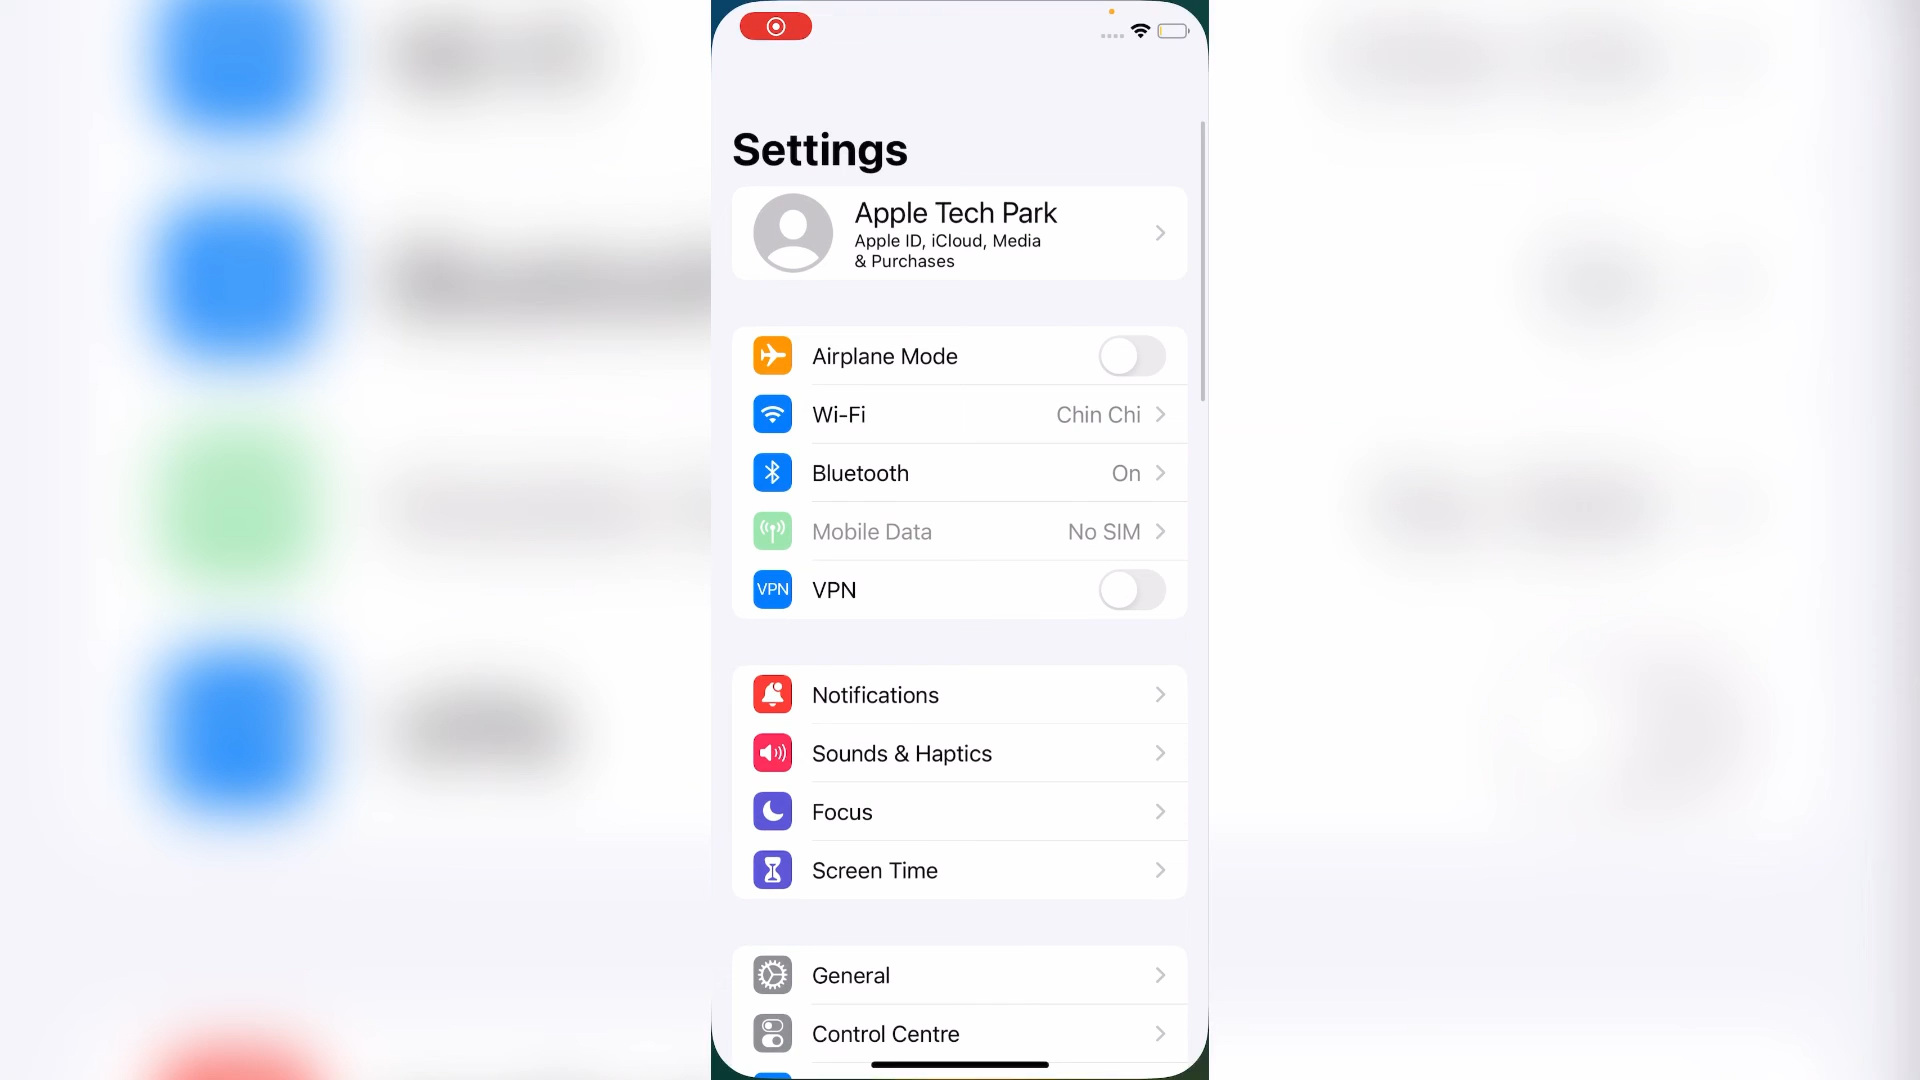 Settings
Apple Tech Park
Apple ID, iCloud, Media
& Purchases
Airplane Mode
Wi-Fi Chin Chi
Bluetooth On
Mobile Data No SIM
VPN VPN
Notifications
Sounds & Haptics
Focus
Screen Time
General
Control Centre